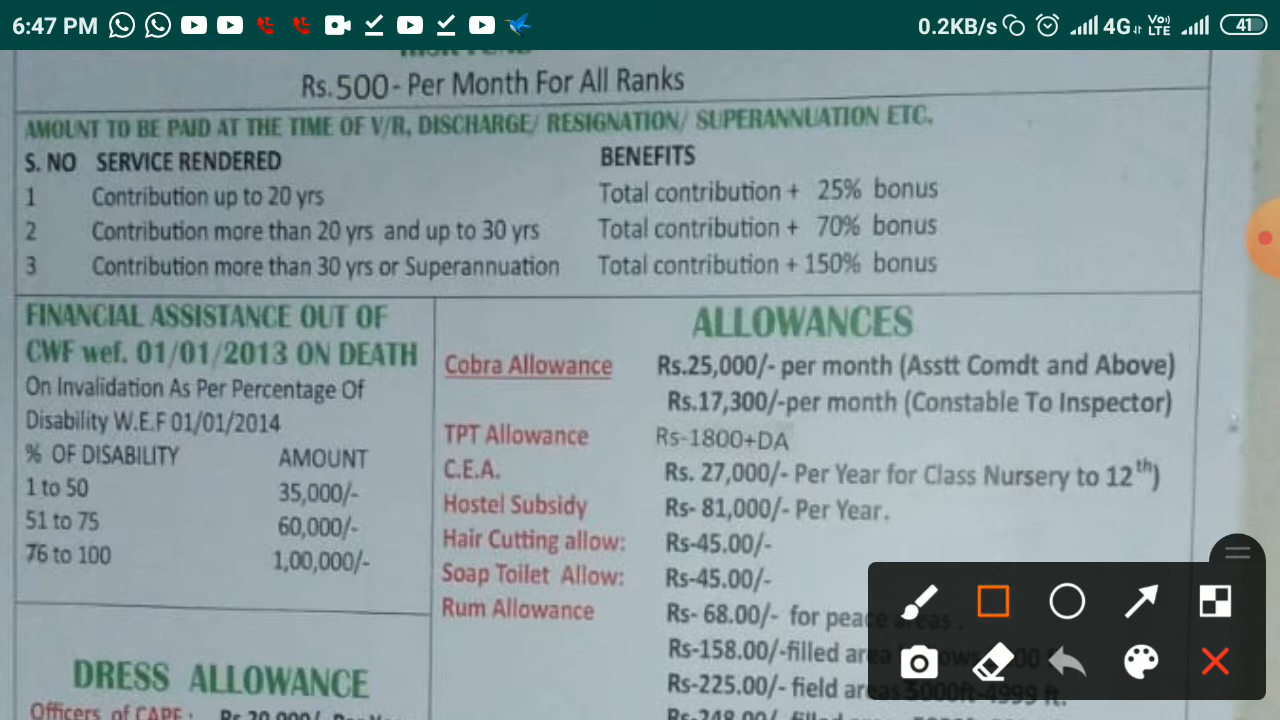 6:47 PM
0.2KB/s 4G VoLTE 41
Rs.500- Per Month For All Ranks
AMOUNT TO BE PAID AT THE TIME OF V/R, DISCHARGE/ RESIGNATION/ SUPERANNUATION ETC.
S. NO SERVICE RENDERED BENEFITS
1 Contribution up to 20 yrs Total contribution + 25% bonus
2 Contribution more than 20 yrs and up to 30 yrs Total contribution + 70% bonus
3 Contribution more than 30 yrs or Superannuation Total contribution + 150% bonus
FINANCIAL ASSISTANCE OUT OF
CWF wef. 01/01/2013 ON DEATH
On Invalidation As Per Percentage Of
Disability W.E.F 01/01/2014
% OF DISABILITY AMOUNT
1 to 50 35,000/-
51 to 75 60,000/-
76 to 100 1,00,000/-
DRESS ALLOWANCE
Officers of CAPF : Rs
ALLOWANCES
Cobra Allowance Rs.25,000/- per month (Asstt Comdt and Above)
Rs.17,300/-per month (Constable To Inspector)
TPT Allowance Rs-1800+DA
C.E.A. Rs. 27,000/- Per Year for Class Nursery to 12th)
Hostel Subsidy Rs- 81,000/- Per Year.
Hair Cutting allow: Rs-45.00/-
Soap Toilet Allow: Rs-45.00/-
Rum Allowance Rs- 68.00/- for peace areas .
Rs-158.00/-filled area
Rs-225.00/- field areas 3000ft-4999 ft.